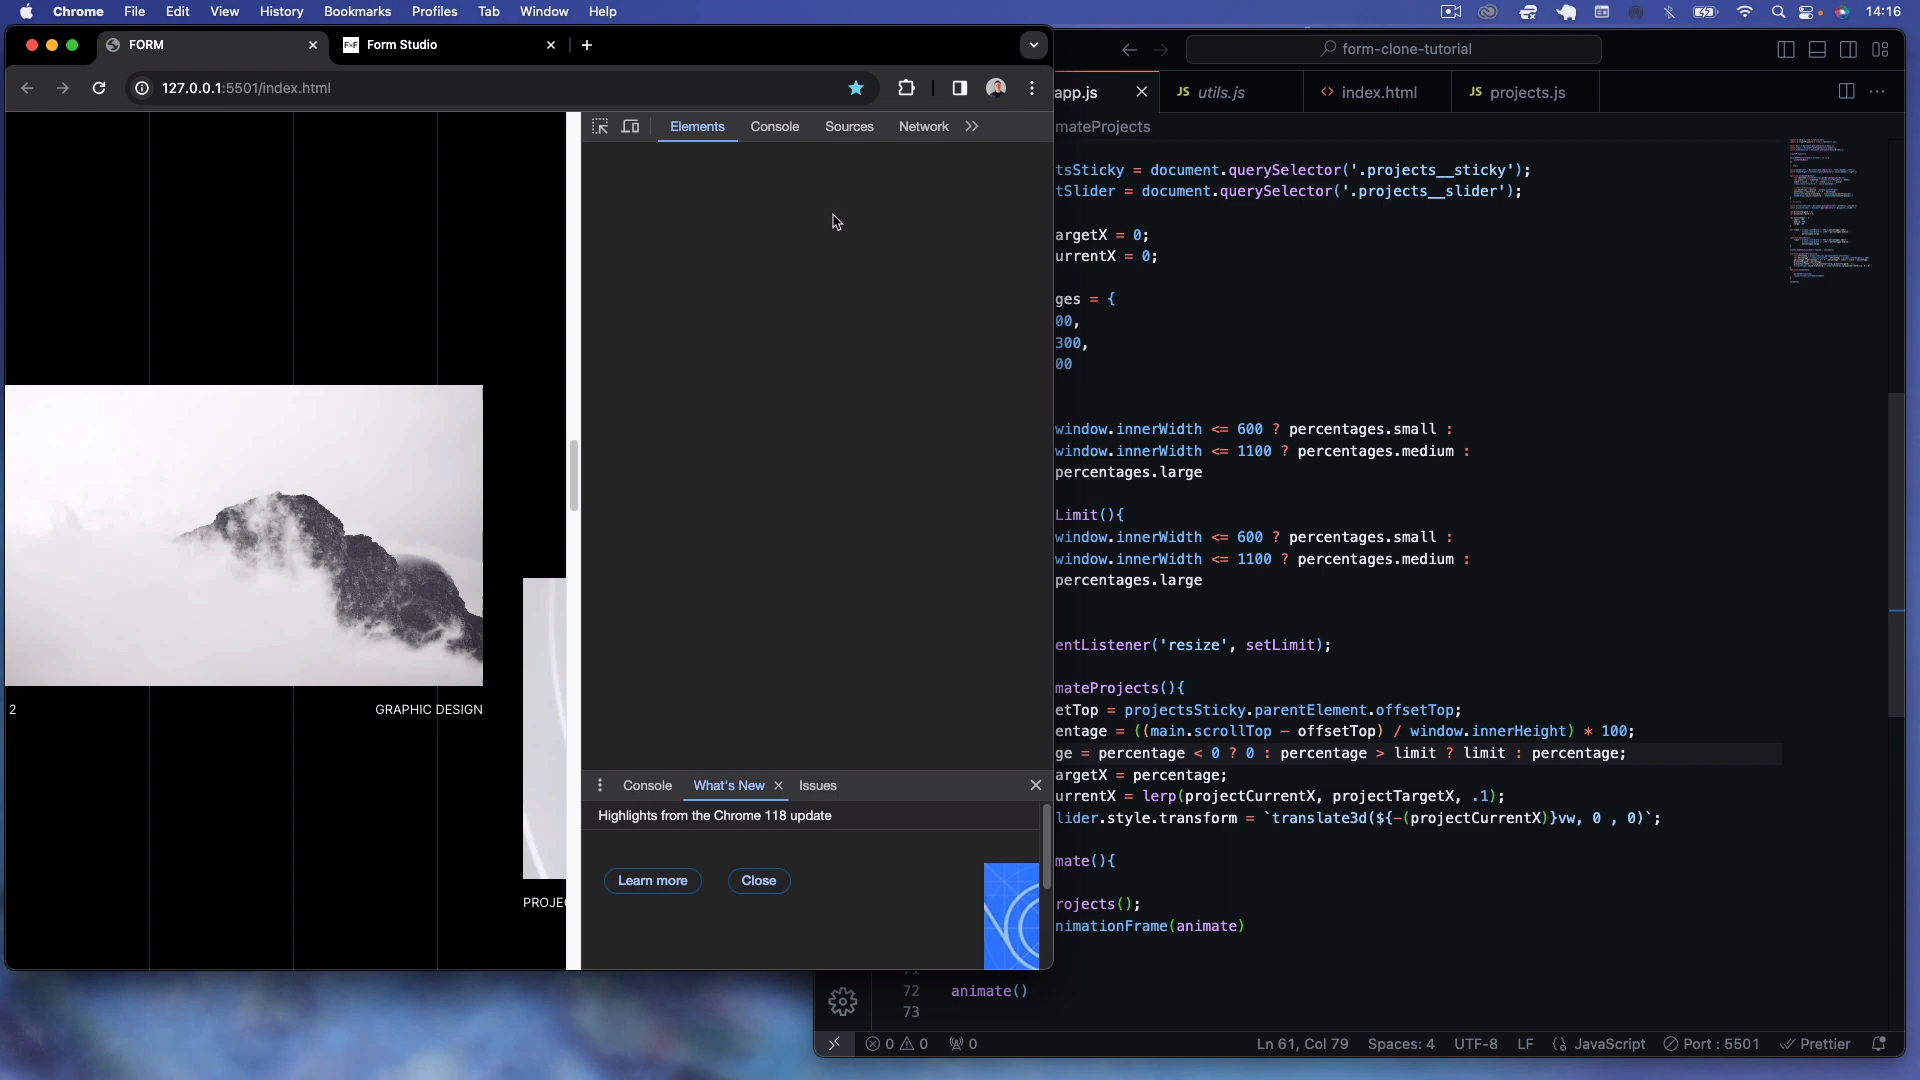 Chrome File Edit View History Bookmarks Profiles Tab Window Help 14:16
FORM
F×F Form Studio
127.0.0.1:5501/index.html
Elements Console Sources Network
2 GRAPHIC DESIGN
PROJE
Console What's New Issues
Highlights from the Chrome 118 update
Learn more Close
form-clone-tutorial
app.js JS utils.js <> index.html JS projects.js
mateProjects
tsSticky = document.querySelector('.projects__sticky');
tSlider = document.querySelector('.projects__slider');
argetX = 0;
urrentX = 0;
ges = {
00,
300,
00
window.innerWidth <= 600 ? percentages.small :
window.innerWidth <= 1100 ? percentages.medium :
percentages.large
Limit(){
window.innerWidth <= 600 ? percentages.small :
window.innerWidth <= 1100 ? percentages.medium :
percentages.large
entListener('resize', setLimit);
mateProjects(){
etTop = projectsSticky.parentElement.offsetTop;
entage = ((main.scrollTop - offsetTop) / window.innerHeight) * 100;
ge = percentage < 0 ? 0 : percentage > limit ? limit : percentage;
argetX = percentage;
urrentX = lerp(projectCurrentX, projectTargetX, .1);
lider.style.transform = `translate3d(${-(projectCurrentX)}vw, 0 , 0)`;
mate(){
rojects();
nimationFrame(animate)
72 animate()
73
0 0 0 Ln 61, Col 79 Spaces: 4 UTF-8 LF JavaScript Port : 5501 Prettier